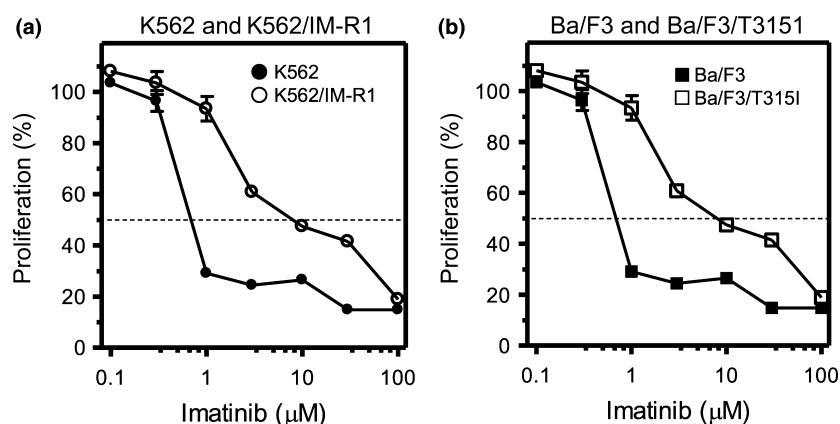 (a)
K562 and K562/IM-R1
K562
K562/IM-R1
Proliferation (%)
100
80
60
40
20
0
0.1
1
10
100
Imatinib (μM)
(b)
Ba/F3 and Ba/F3/T3151
Ba/F3
Ba/F3/T315I
Proliferation (%)
100
80
60
40
20
0
0.1
1
10
100
Imatinib (μM)